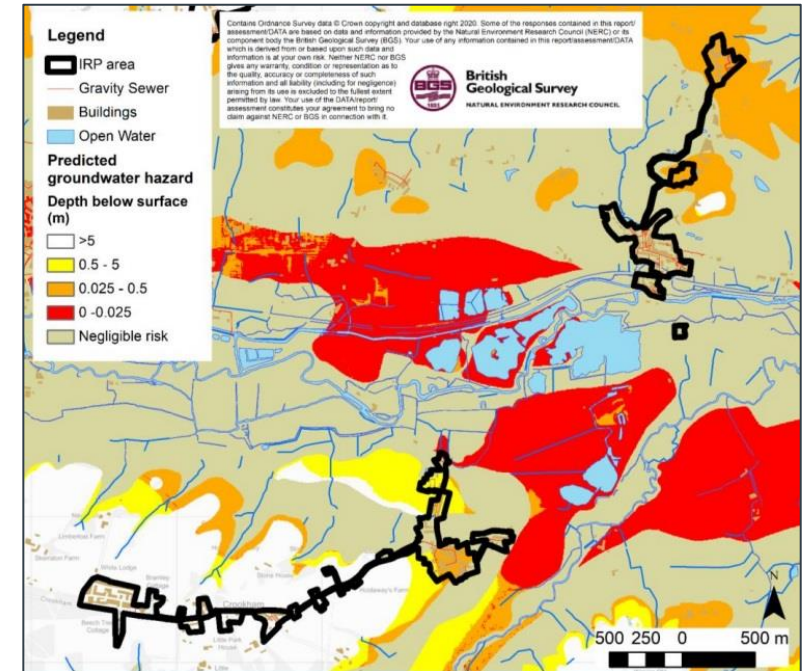 Legend
IRP area
Gravity Sewer
Buildings
Open Water
Predicted
groundwater hazard
Depth below surface
(m)
>5
0.5 - 5
0.025 - 0.5
0 -0.025
Negligible risk
Contains Ordnance Survey data © Crown copyright and database right 2020. Some of the responses contained in this report/
assessment/DATA are based on data and information provided by the Natural Environment Research Council (NERC) or its
component body the British Geological Survey (BGS). Your use of any information contained in this report/assessment/DATA
which is derived from or based upon such data and
information is at your own risk. Neither NERC nor BGS
gives any warranty, condition or representation as to
the quality, accuracy or completeness of such
information and all liability (including for negligence)
arising from its use is excluded to the fullest extent
permitted by law. Your use of the DATA/report/
assessment constitutes your agreement to bring no
claim against NERC or BGS in connection with it.
BGS
British
Geological Survey
NATURAL ENVIRONMENT RESEARCH COUNCIL
White Lodge
Crookham
Little Park
House
Little
N
500 250 0 500 m